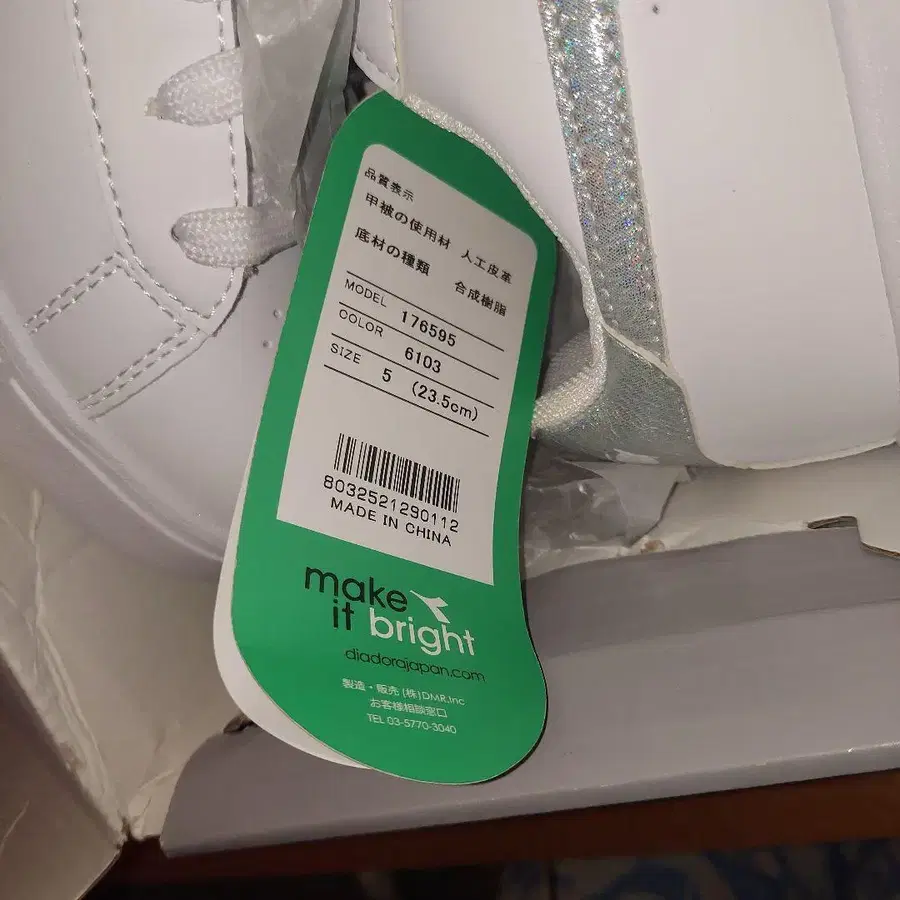 品質表示
甲被の使用材 人工皮革
底材の種類 合成樹脂
MODEL 176595
COLOR 6103
SIZE 5 (23.5cm)
8032521290112
MADE IN CHINA
make
it bright
diadorajapan.com
製造・販売 (株)DMR,Inc
お客様相談窓口
TEL 03-5770-3040